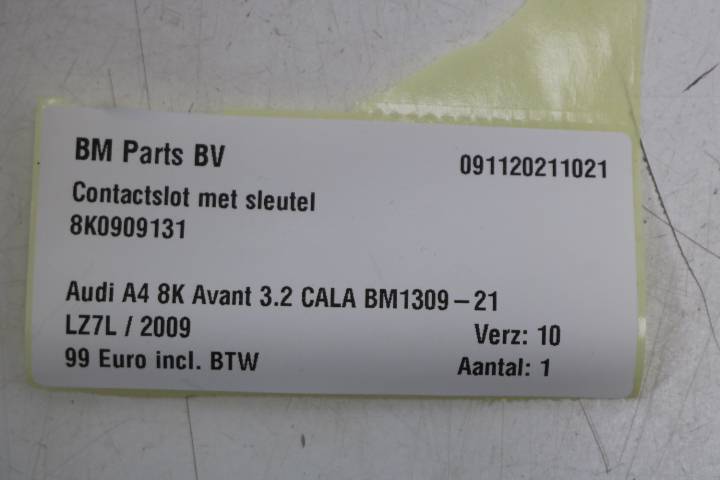 BM Parts BV
091120211021
Contactslot met sleutel
8K0909131
Audi A4 8K Avant 3.2 CALA BM1309-21
LZ7L / 2009
Verz: 10
99 Euro incl. BTW
Aantal: 1